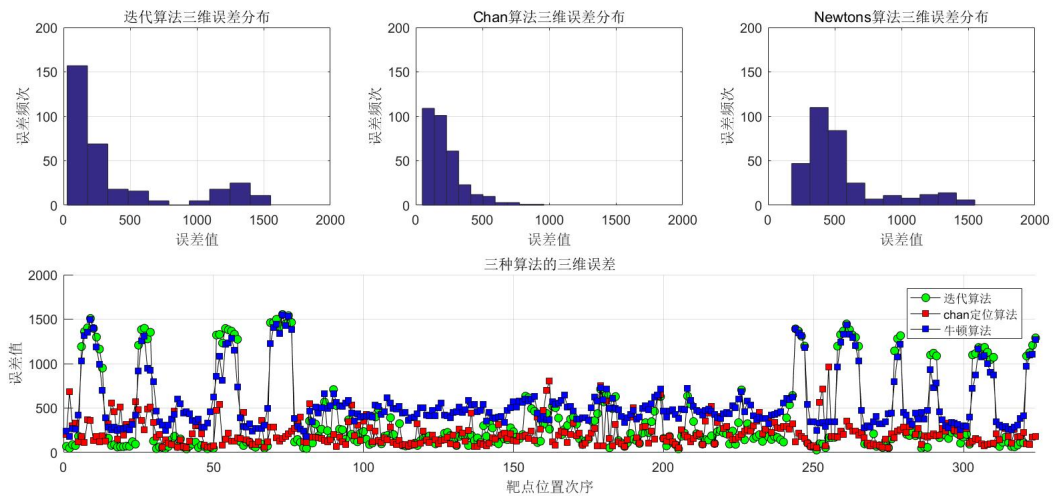 迭代算法三维误差分布
200
150
100
50
0
误差频次
0 500 1000 1500 2000
误差值
Chan算法三维误差分布
200
150
100
50
0
误差频次
0 500 1000 1500 2000
误差值
Newtons算法三维误差分布
200
150
100
50
0
误差频次
0 500 1000 1500 2000
误差值
三种算法的三维误差
2000
1500
1000
500
0
误差值
0 50 100 150 200 250 300
靶点位置次序
迭代算法
chan定位算法
牛顿算法